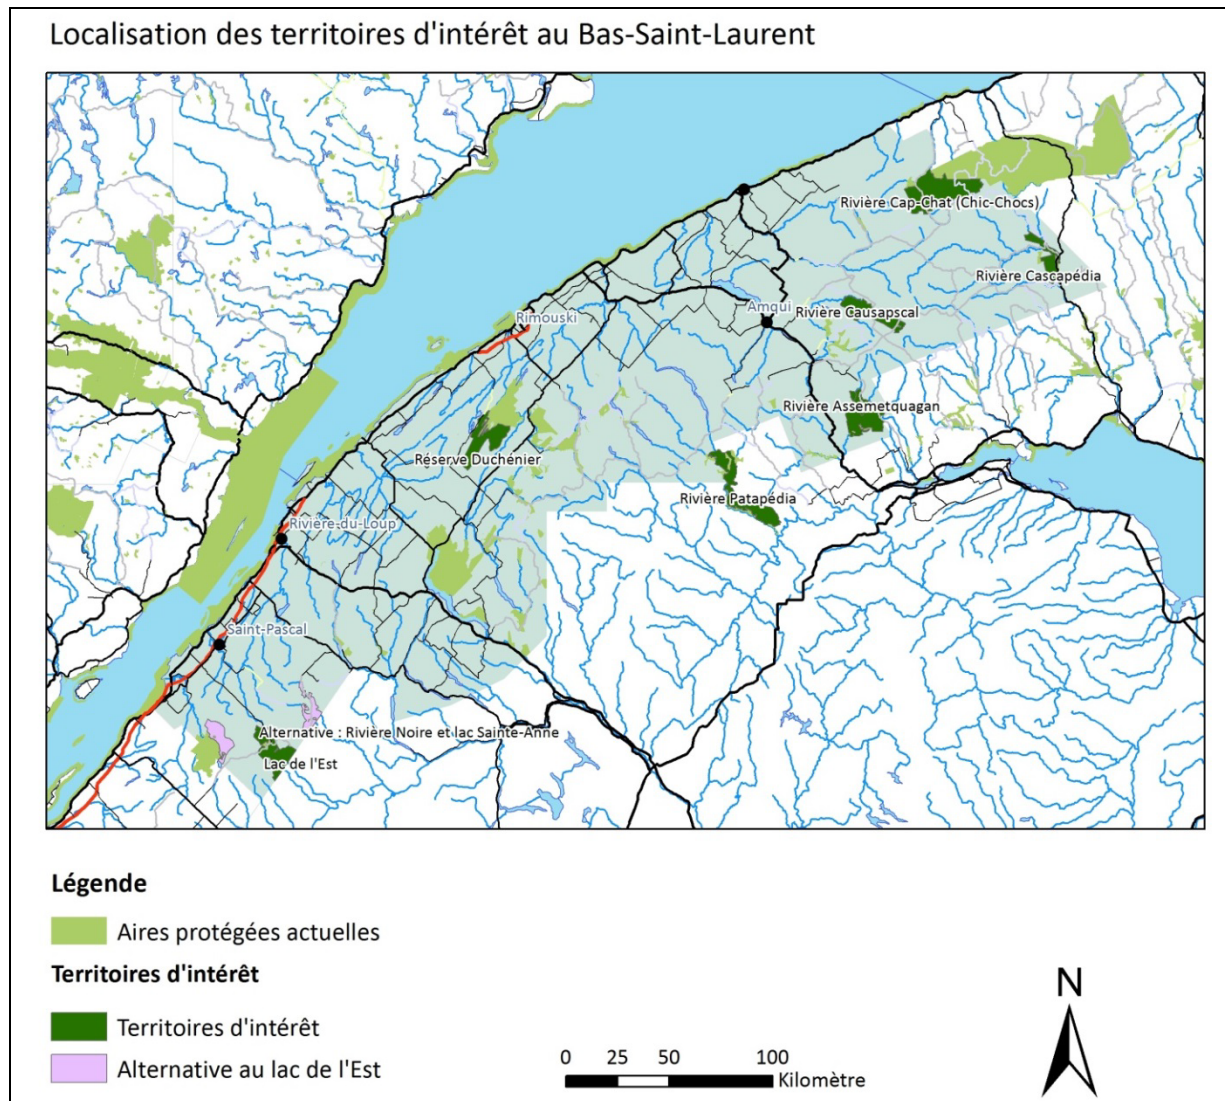 Localisation des territoires d'intérêt au Bas-Saint-Laurent
Rivière Cap-Chat (Chic-Chocs)
Rivière Cascapédia
Amqui
Rivière Causapscal
Rimouski
Rivière Assemetquagan
Réserve Duchénier
Rivière Patapédia
Rivière-du-Loup
Saint-Pascal
Alternative : Rivière Noire et lac Sainte-Anne
Lac de l'Est
Légende
Aires protégées actuelles
Territoires d'intérêt
Territoires d'intérêt
Alternative au lac de l'Est
0 25 50 100
Kilomètre
N